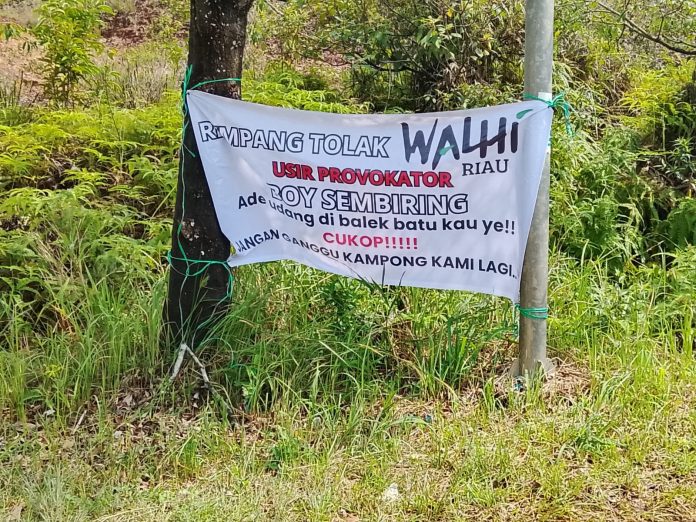 REMPANG TOLAK WALHI
RIAU
USIR PROVOKATOR
BOY SEMBIRING
Ade udang di balek batu kau ye!!
CUKOP!!!!!
JANGAN GANGGU KAMPONG KAMI LAGI..